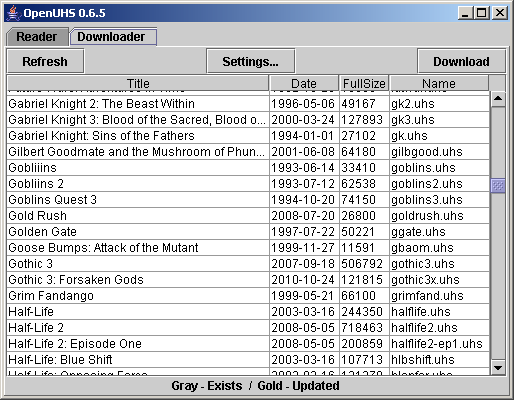 OpenUHS 0.6.5
Reader Downloader
Refresh Settings... Download
Title Date FullSize Name
Gabriel Knight 2: The Beast Within 1996-05-06 49167 gk2.uhs
Gabriel Knight 3: Blood of the Sacred, Blood o... 2000-03-24 127893 gk3.uhs
Gabriel Knight: Sins of the Fathers 1994-01-01 27102 gk.uhs
Gilbert Goodmate and the Mushroom of Phun... 2001-06-08 64180 gilbgood.uhs
Gobliiins 1993-06-14 33410 goblins.uhs
Gobliins 2 1993-07-12 62538 goblins2.uhs
Goblins Quest 3 1994-10-20 74150 goblins3.uhs
Gold Rush 2008-07-20 26800 goldrush.uhs
Golden Gate 1997-07-22 50221 ggate.uhs
Goose Bumps: Attack of the Mutant 1999-11-27 11591 gbaom.uhs
Gothic 3 2007-09-18 506792 gothic3.uhs
Gothic 3: Forsaken Gods 2010-10-24 121815 gothic3x.uhs
Grim Fandango 1999-05-21 66100 grimfand.uhs
Half-Life 2003-03-16 244350 halflife.uhs
Half-Life 2 2008-05-05 718463 halflife2.uhs
Half-Life 2: Episode One 2008-05-05 200859 halflife2-ep1.uhs
Half-Life: Blue Shift 2003-03-16 107713 hlbshift.uhs
Half-Life: Opposing Force 2003-03-16
Gray - Exists / Gold - Updated